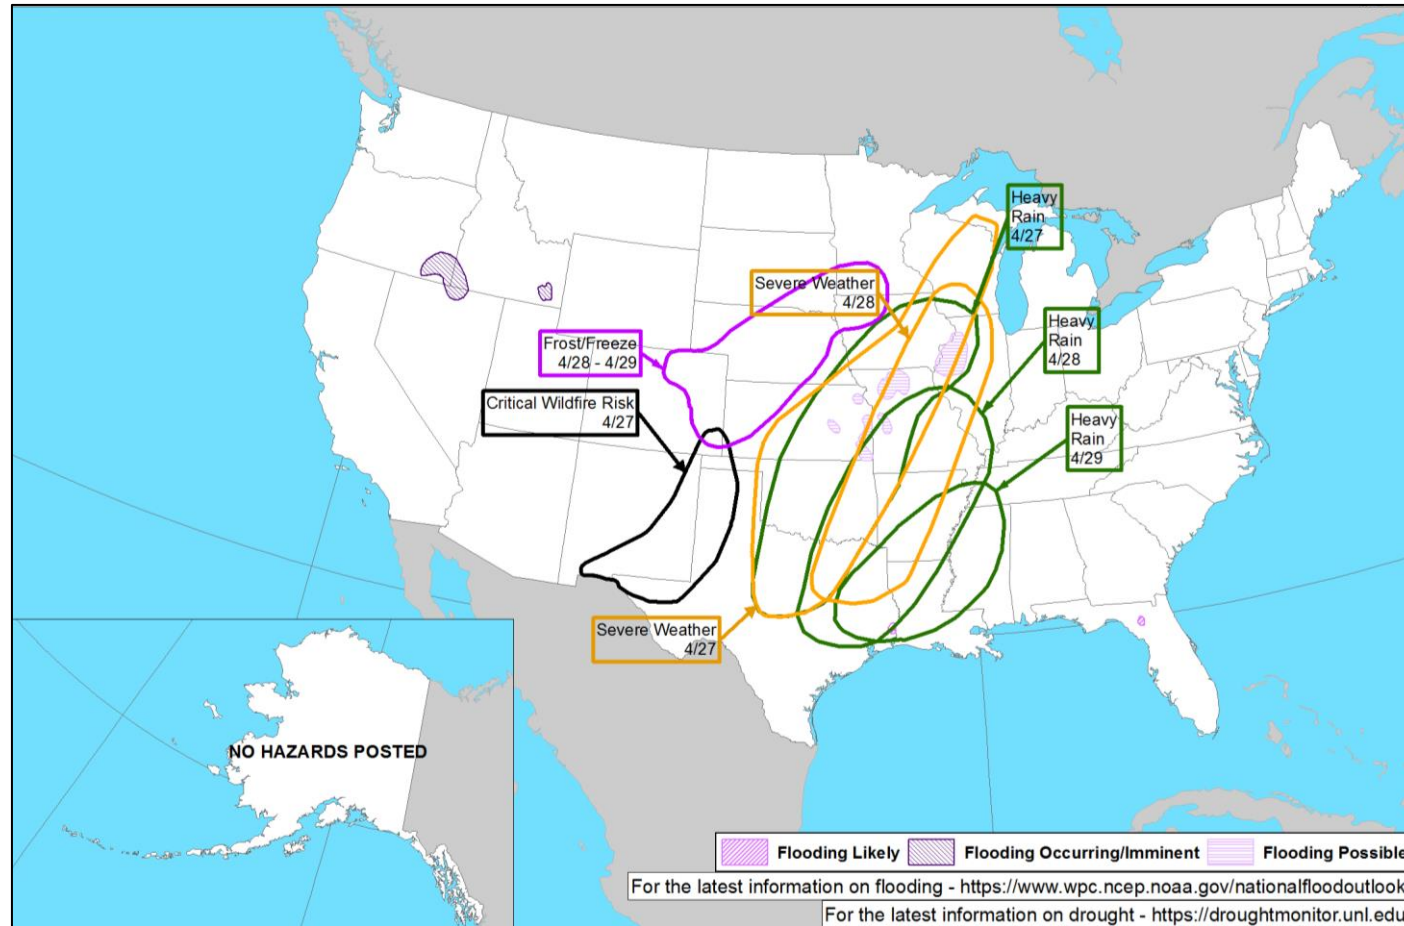 Heavy
Rain
4/27
Severe Weather
4/28
Heavy
Rain
4/28
Frost/Freeze
4/28 - 4/29
Critical Wildfire Risk
4/27
Heavy
Rain
4/29
Severe Weather
4/27
NO HAZARDS POSTED
Flooding Likely
Flooding Occurring/Imminent
Flooding Possible
For the latest information on flooding - https://www.wpc.ncep.noaa.gov/nationalfloodoutlook
For the latest information on drought - https://droughtmonitor.unl.edu